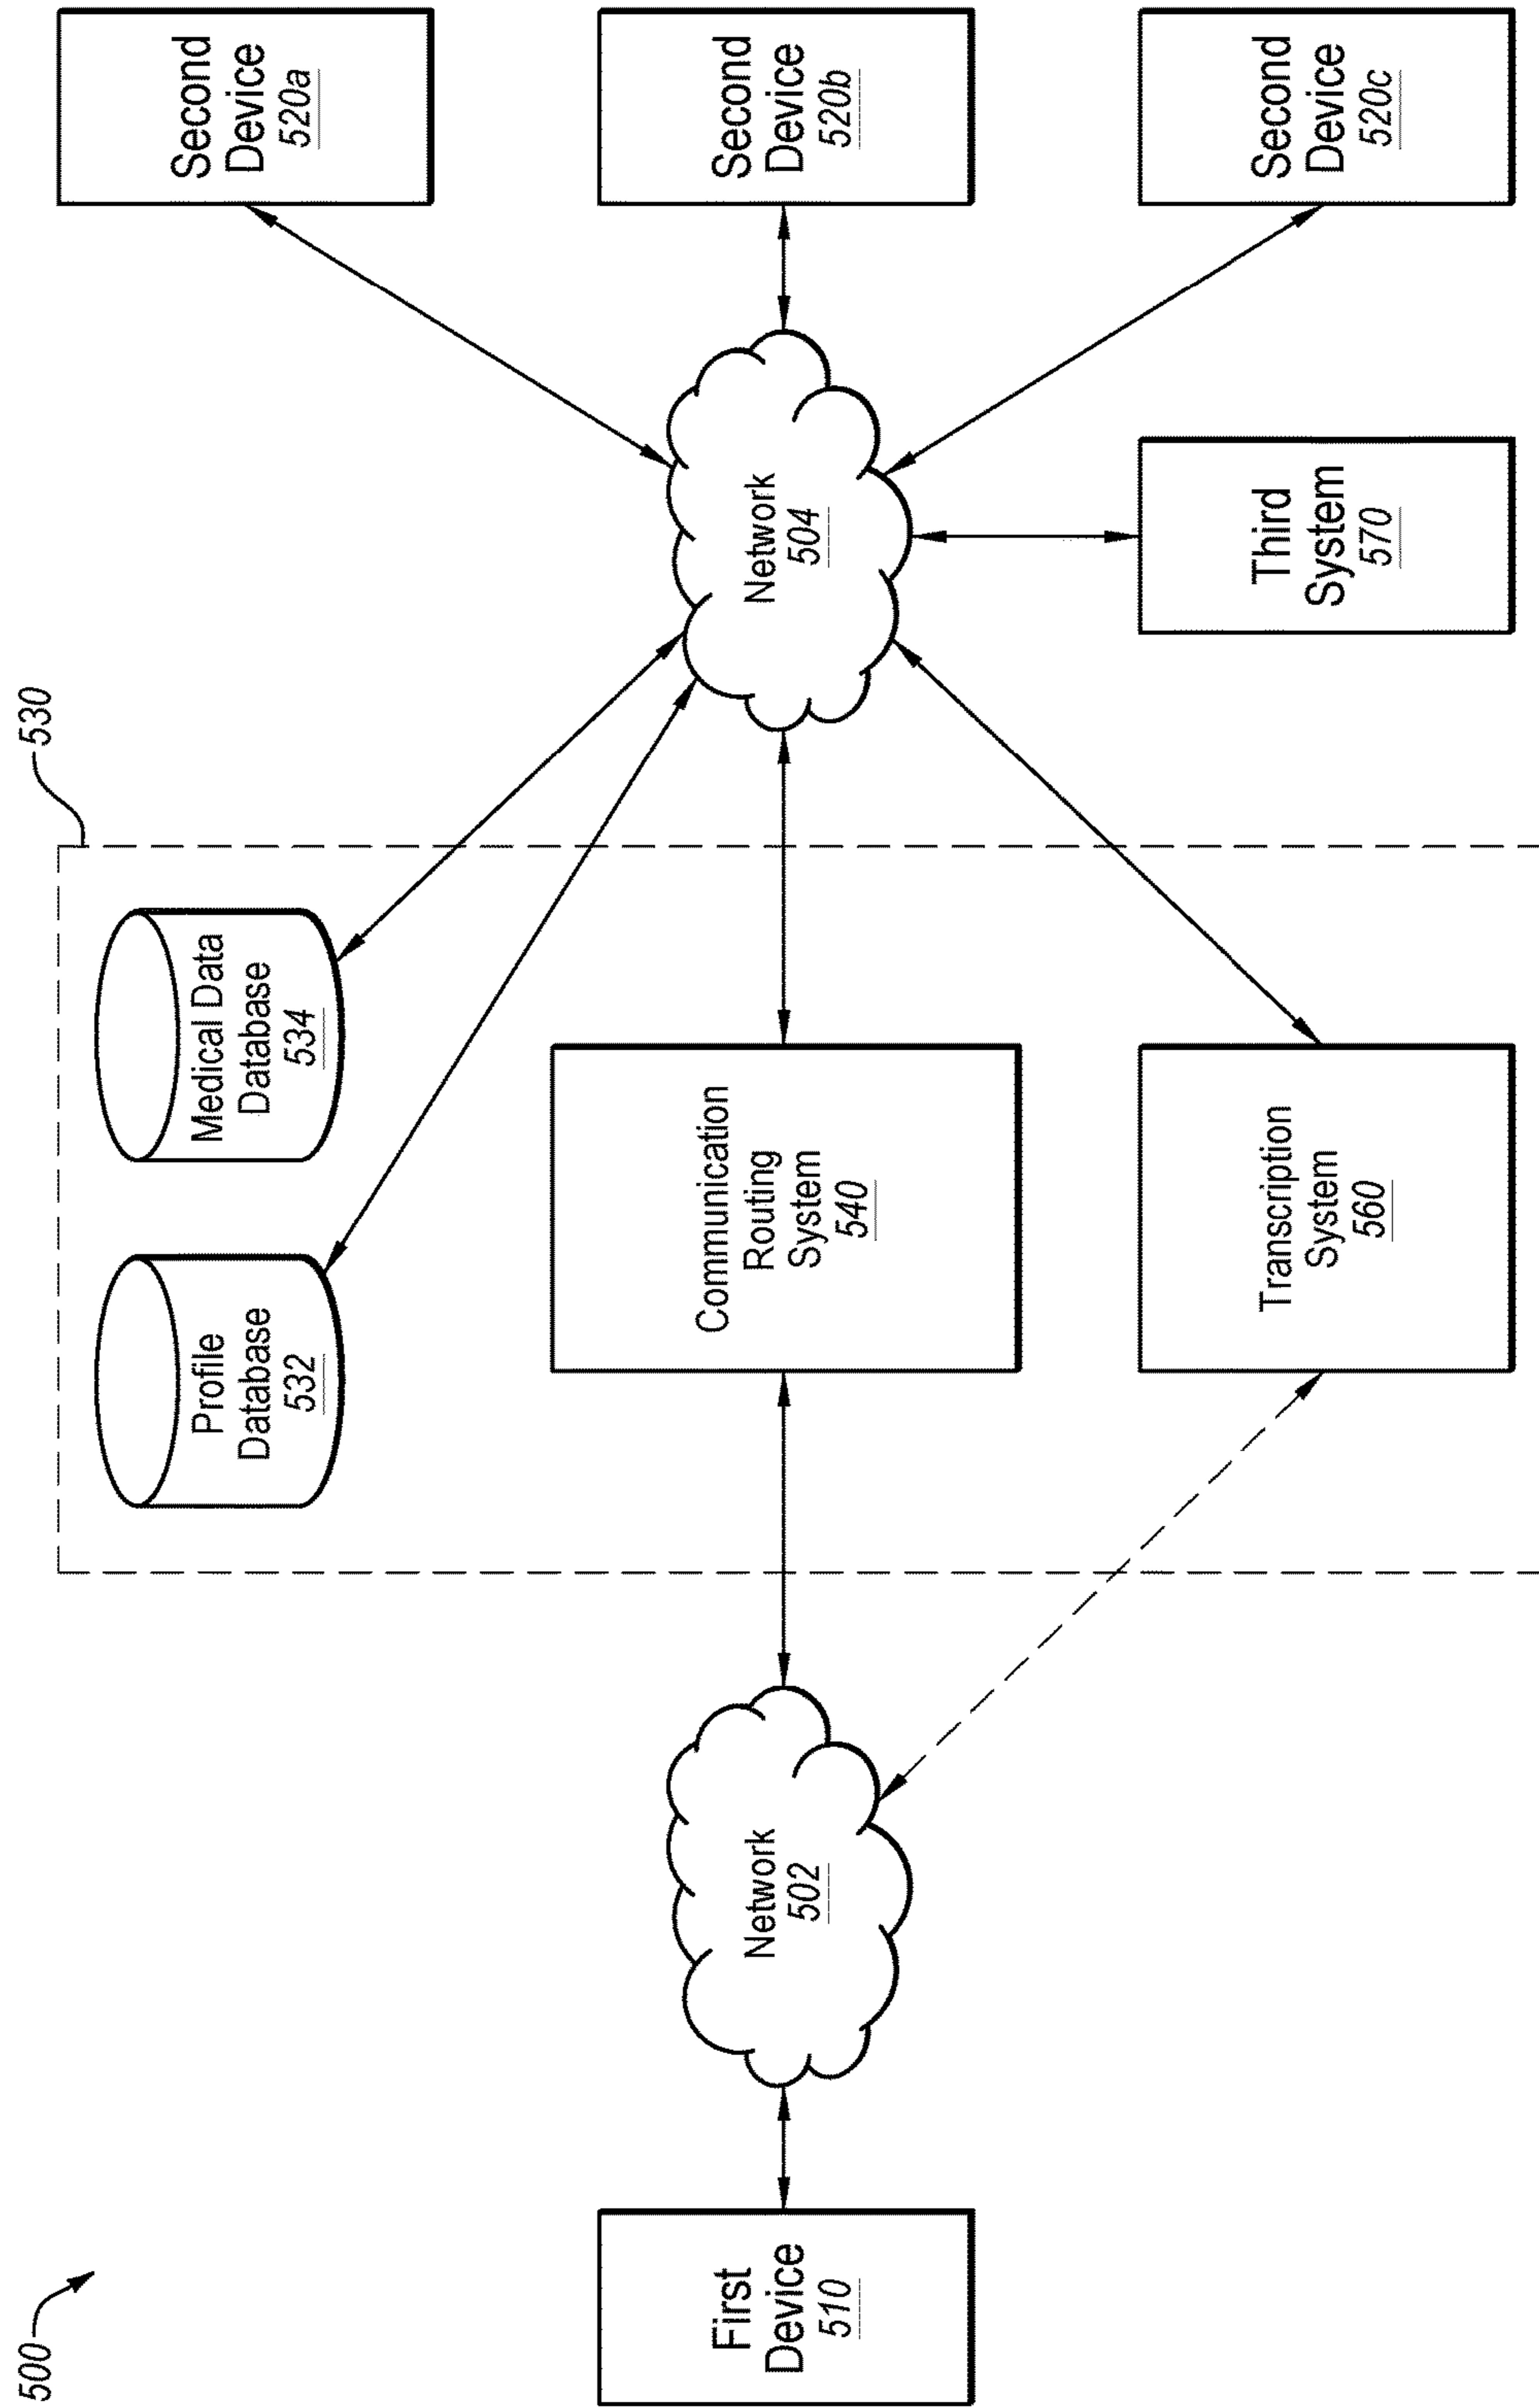 500
530
Profile
Database
532
Medical Data
Database
534
Second
Device
520a
First
Device
510
Network
502
Communication
Routing
System
540
Network
504
Second
Device
520b
Transcription
System
560
Third
System
570
Second
Device
520c